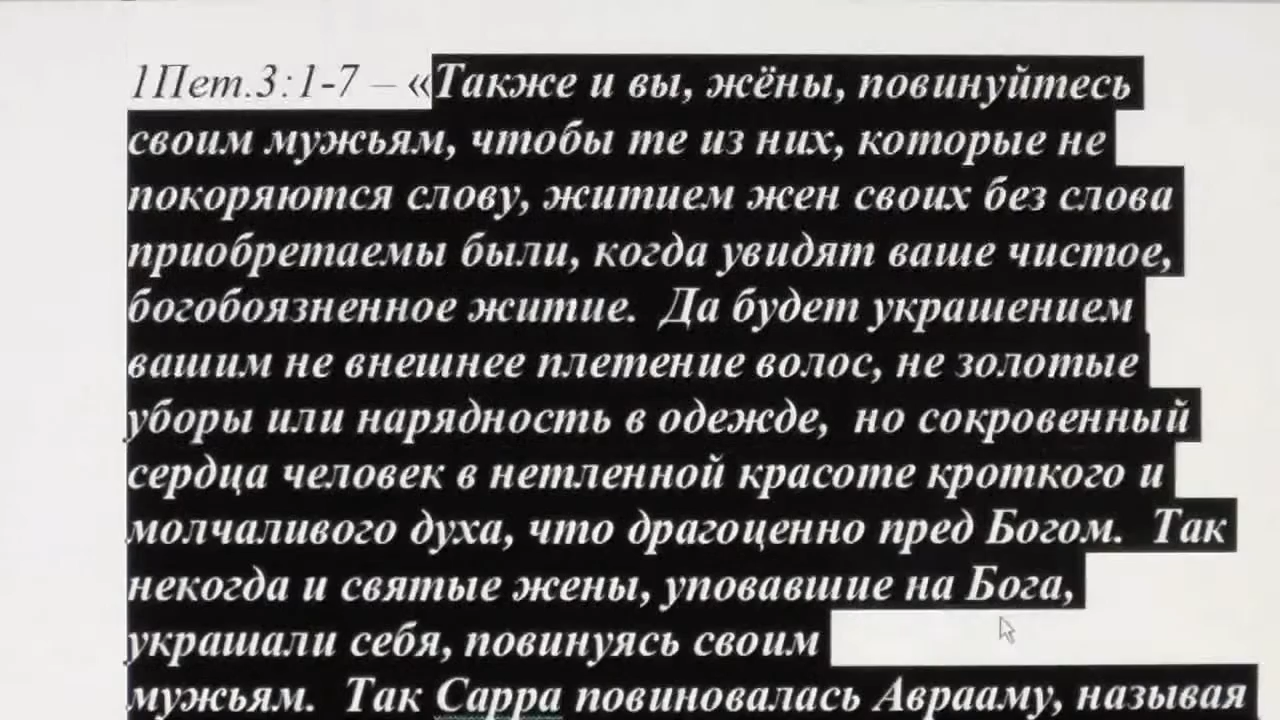 1Пет.3:1-7 – «Также и вы, жёны, повинуйтесь
своим мужьям, чтобы те из них, которые не
покоряются слову, житием жен своих без слова
приобретаемы были, когда увидят ваше чистое,
богобоязненное житие. Да будет украшением
вашим не внешнее плетение волос, не золотые
уборы или нарядность в одежде, но сокровенный
сердца человек в нетленной красоте кроткого и
молчаливого духа, что драгоценно пред Богом. Так
некогда и святые жены, уповавшие на Бога,
украшали себя, повинуясь своим
мужьям. Так Сарра повиновалась Аврааму, называя